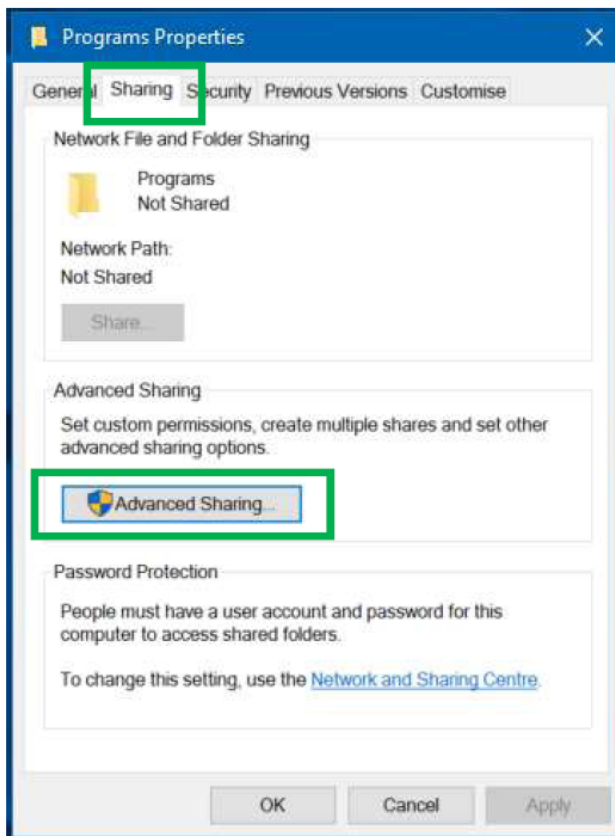 Programs Properties
General Sharing Security Previous Versions Customise
Network File and Folder Sharing
Programs
Not Shared
Network Path:
Not Shared
Share...
Advanced Sharing
Set custom permissions, create multiple shares and set other
advanced sharing options.
Advanced Sharing...
Password Protection
People must have a user account and password for this
computer to access shared folders.
To change this setting, use the Network and Sharing Centre.
OK Cancel Apply